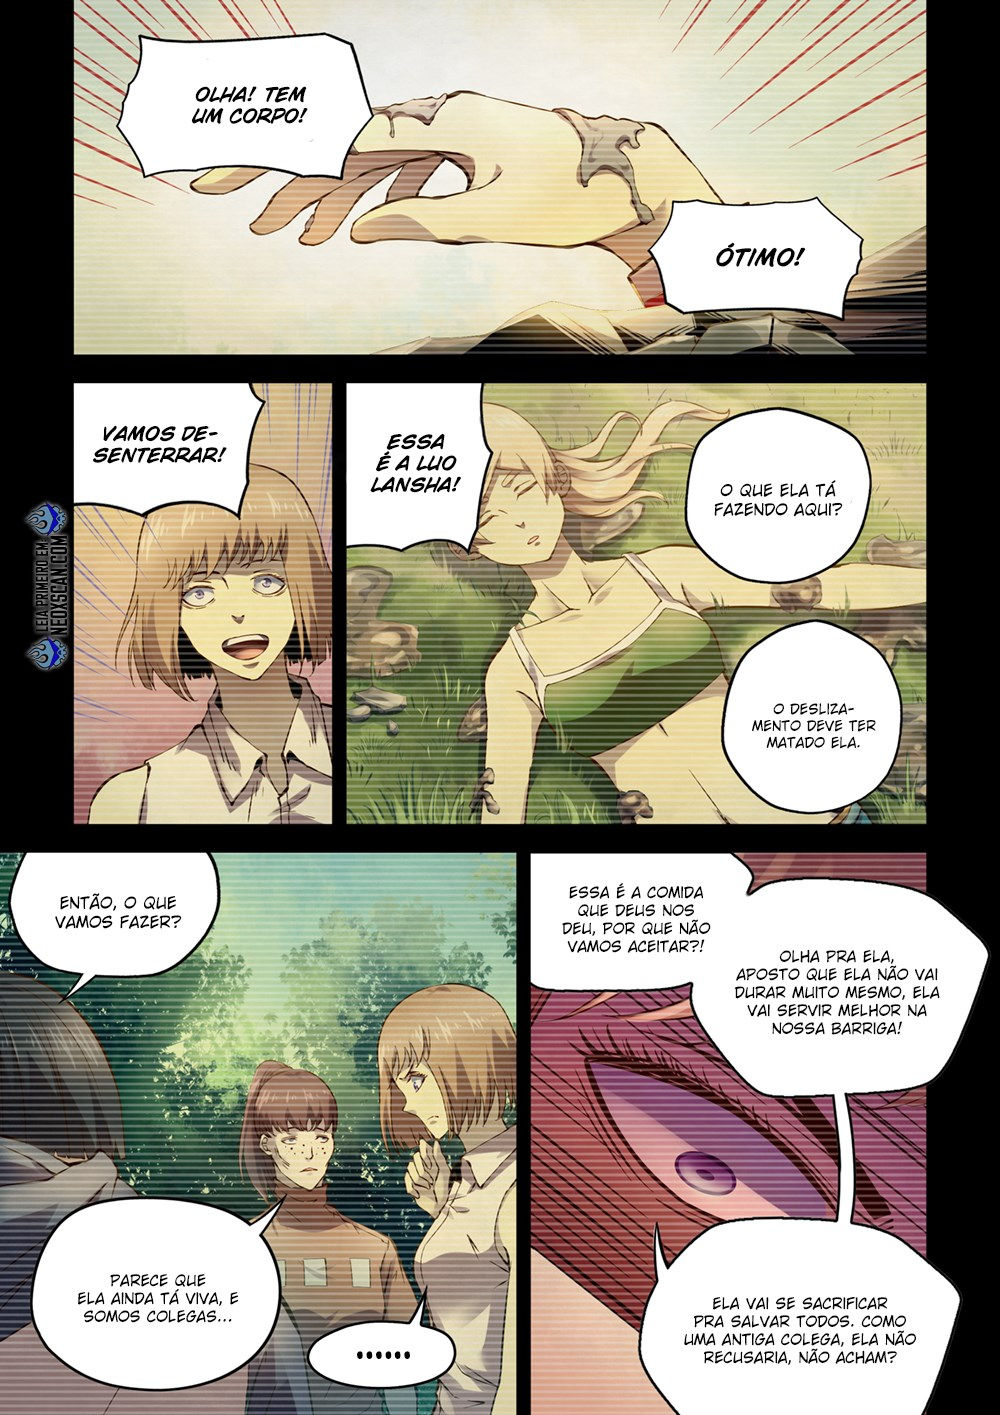 OLHA! TEM
UM CORPO!
ÓTIMO!
VAMOS DE-
SENTERRAR!
ESSA
É A LUO
LANSHA!
O QUE ELA TÁ
FAZENDO AQUI?
O DESLIZA-
MENTO DEVE TER
MATADO ELA.
LEIA PRIMEIRO EM
NEOXSCAN.COM
ENTÃO, O QUE
VAMOS FAZER?
PARECE QUE
ELA AINDA TÁ VIVA, E
SOMOS COLEGAS...
......
ESSA É A COMIDA
QUE DEUS NOS
DEU, POR QUE NÃO
VAMOS ACEITAR?!
OLHA PRA ELA,
APOSTO QUE ELA NÃO VAI
DURAR MUITO MESMO, ELA
VAI SERVIR MELHOR NA
NOSSA BARRIGA!
ELA VAI SE SACRIFICAR
PRA SALVAR TODOS. COMO
UMA ANTIGA COLEGA, ELA NÃO
RECUSARIA, NÃO ACHAM?